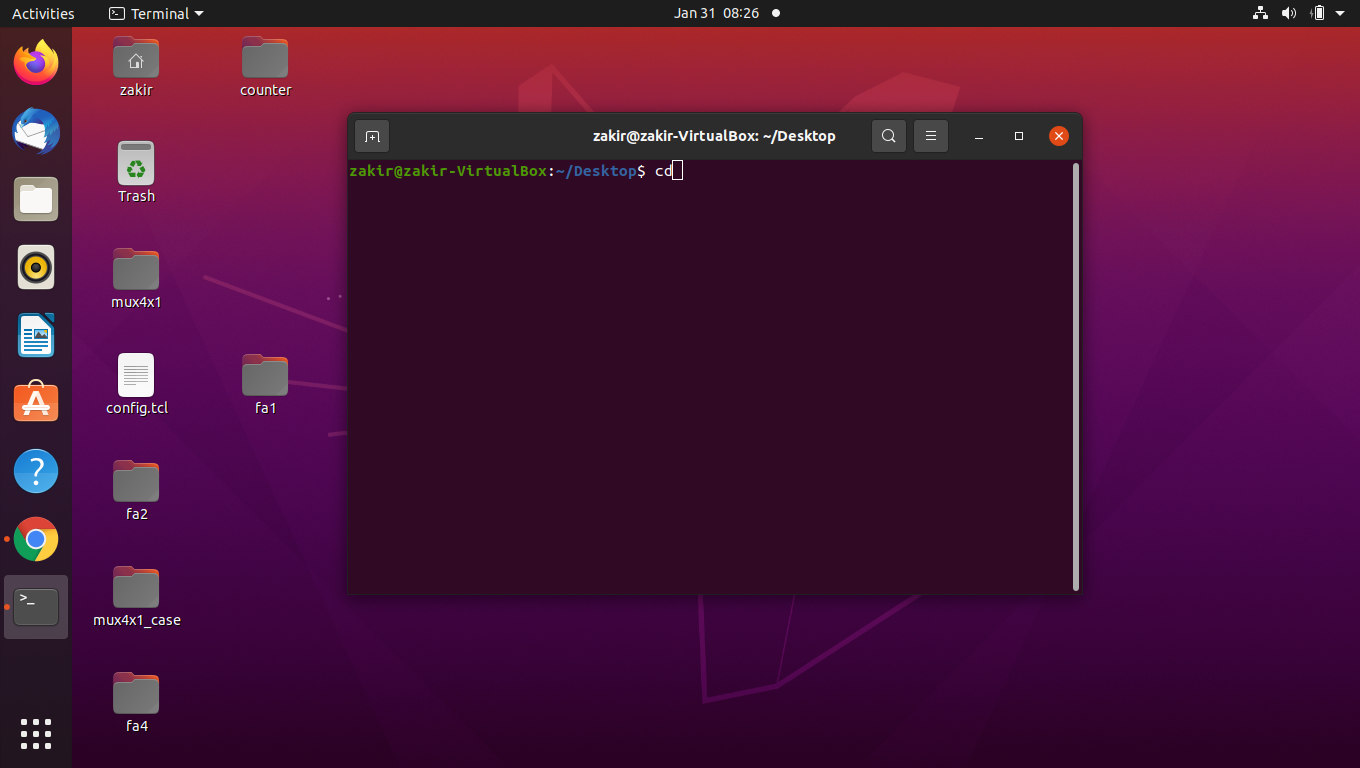 Activities
Terminal
Jan 31 08:26
zakir
counter
Trash
mux4x1
config.tcl
fa1
fa2
mux4x1_case
fa4
zakir@zakir-VirtualBox: ~/Desktop
zakir@zakir-VirtualBox:~/Desktop$ cd